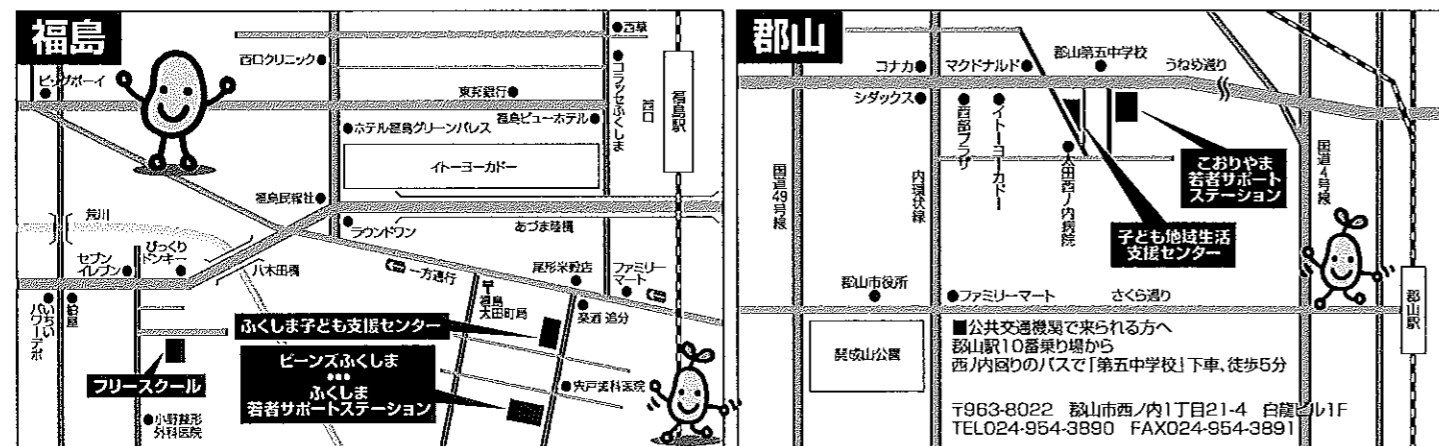 福島
ビッグボーイ
西口クリニック
西草
コラッセふくしま
西口
福島駅
東邦銀行
ホテル福島グリーンパレス
福島ビューホテル
イトーヨーカドー
福島民報社
荒川
あづま陸橋
ラウンドワン
セブン
イレブン
びっくり
ドンキー
八木田橋
一方通行
尾形米穀店
ファミリー
マート
いちい
パワーデポ
〒
福島
太田町局
楽酒 追分
ふくしま子ども支援センター
ビーンズふくしま
●●●
ふくしま
若者サポートステーション
フリースクール
小野整形
外科医院
宍戸歯科医院
郡山
コナカ
マクドナルド
郡山第五中学校
うねめ通り
シダックス
西部プラザ
イトーヨーカドー
太田西ノ内病院
国道49号線
内環状線
国道4号線
こおりやま
若者サポート
ステーション
子ども地域生活
支援センター
郡山市役所
ファミリーマート
さくら通り
郡山駅
開成山公園
■公共交通機関で来られる方へ
郡山駅10番乗り場から
西ノ内回りのバスで「第五中学校」下車、徒歩5分
〒963-8022 郡山市西ノ内1丁目21-4 白龍ビル1F
TEL024-954-3890 FAX024-954-3891